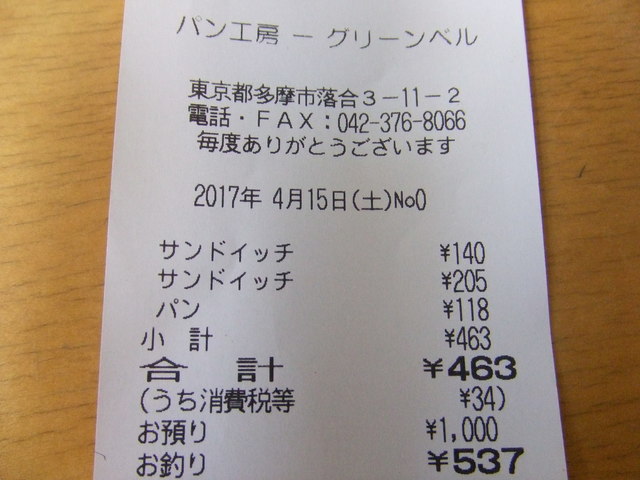 パン工房 － グリーンベル
東京都多摩市落合３－11－２
電話・ＦＡＸ：042-376-8066
毎度ありがとうございます
2017年 4月15日(土)No0
サンドイッチ ¥140
サンドイッチ ¥205
パン ¥118
小 計 ¥463
合 計 ¥463
(うち消費税等 ¥34)
お預り ¥1,000
お釣り ¥537